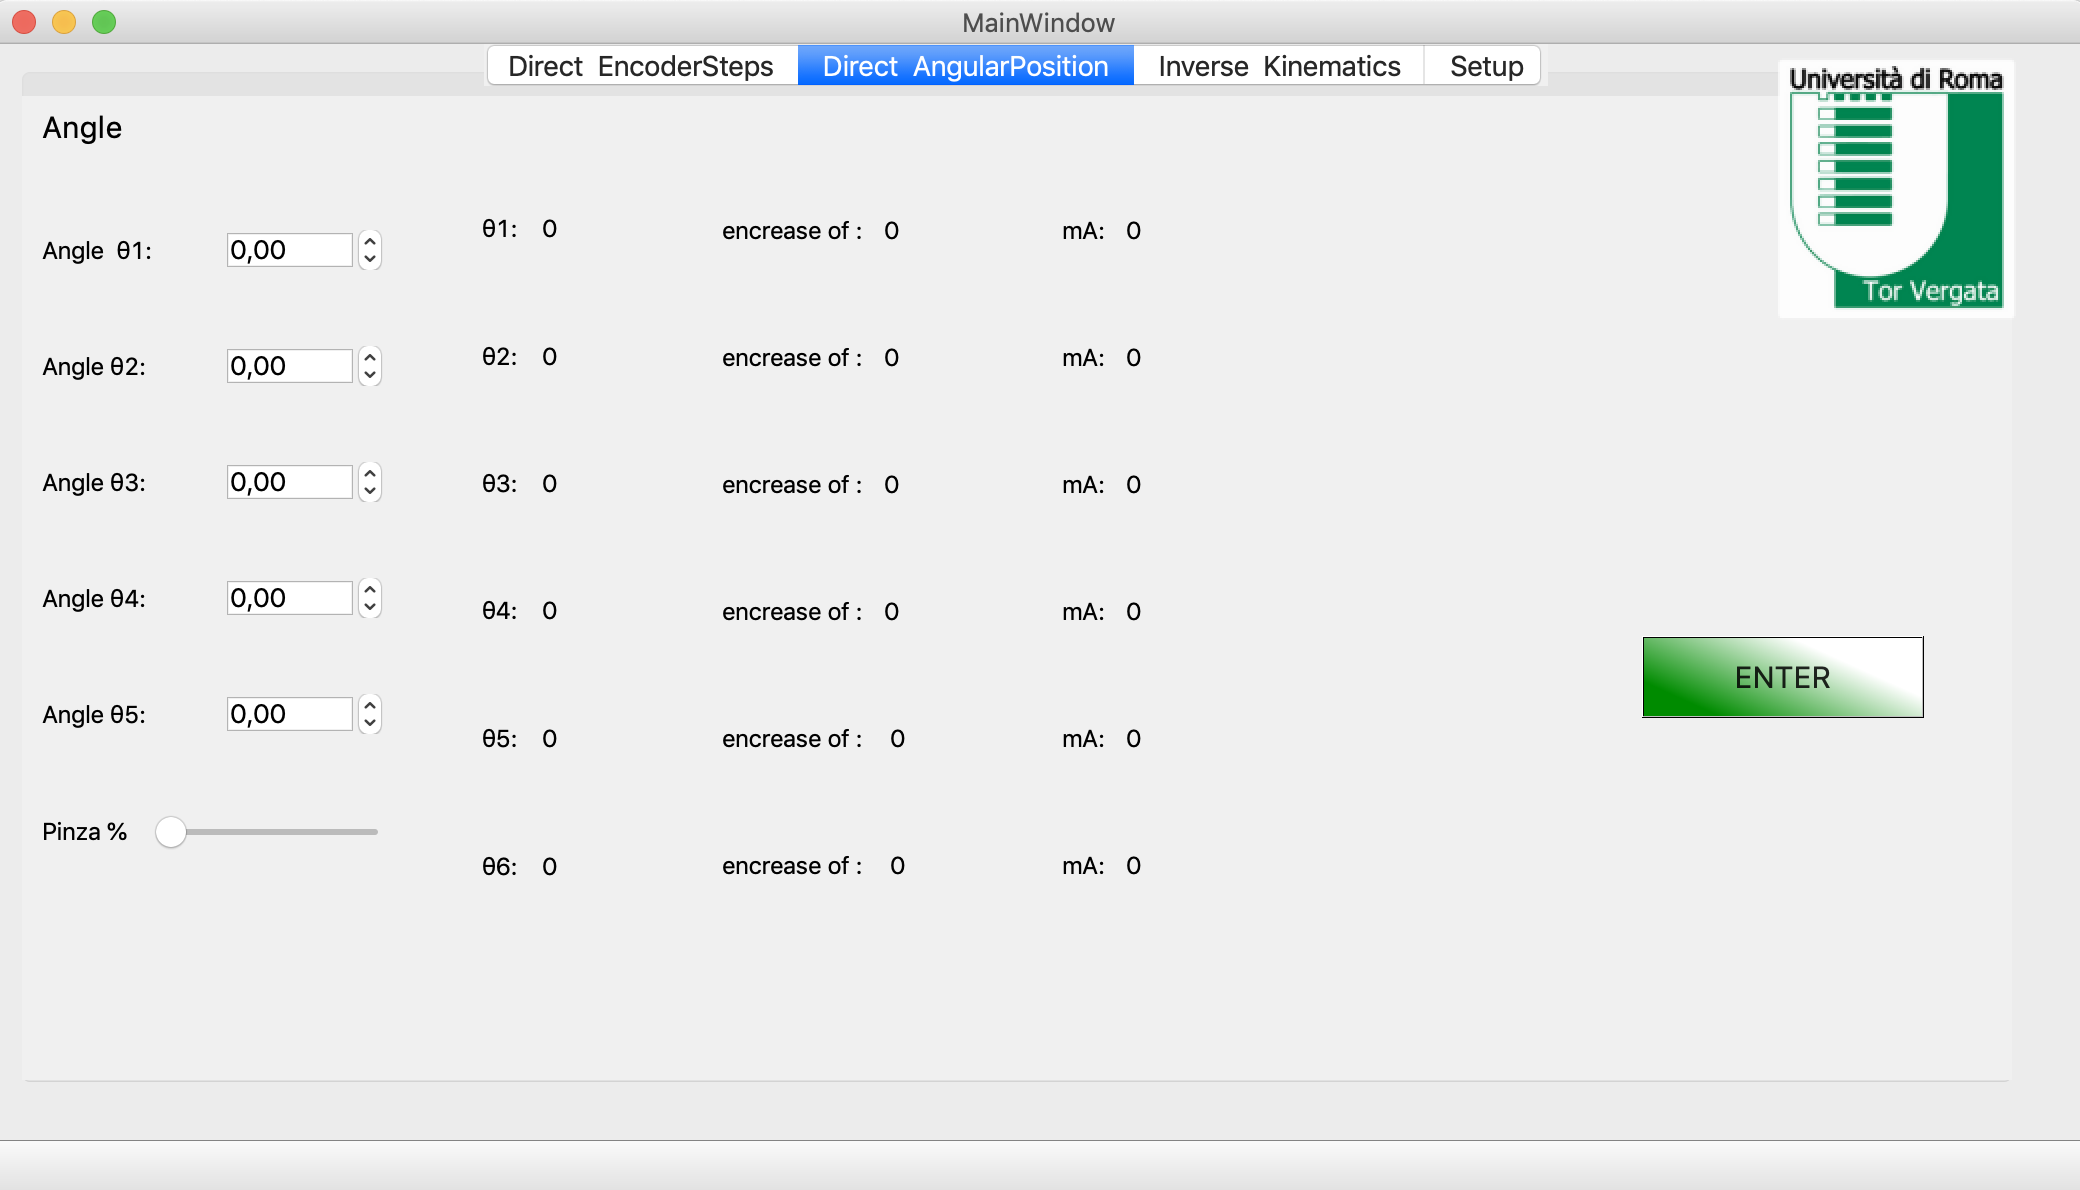 MainWindow
Direct EncoderSteps Direct AngularPosition Inverse Kinematics Setup
Università di Roma
Tor Vergata
Angle
Angle θ1: 0,00
Angle θ2: 0,00
Angle θ3: 0,00
Angle θ4: 0,00
Angle θ5: 0,00
Pinza %
θ1: 0 encrease of : 0 mA: 0
θ2: 0 encrease of : 0 mA: 0
θ3: 0 encrease of : 0 mA: 0
θ4: 0 encrease of : 0 mA: 0
θ5: 0 encrease of : 0 mA: 0
θ6: 0 encrease of : 0 mA: 0
ENTER